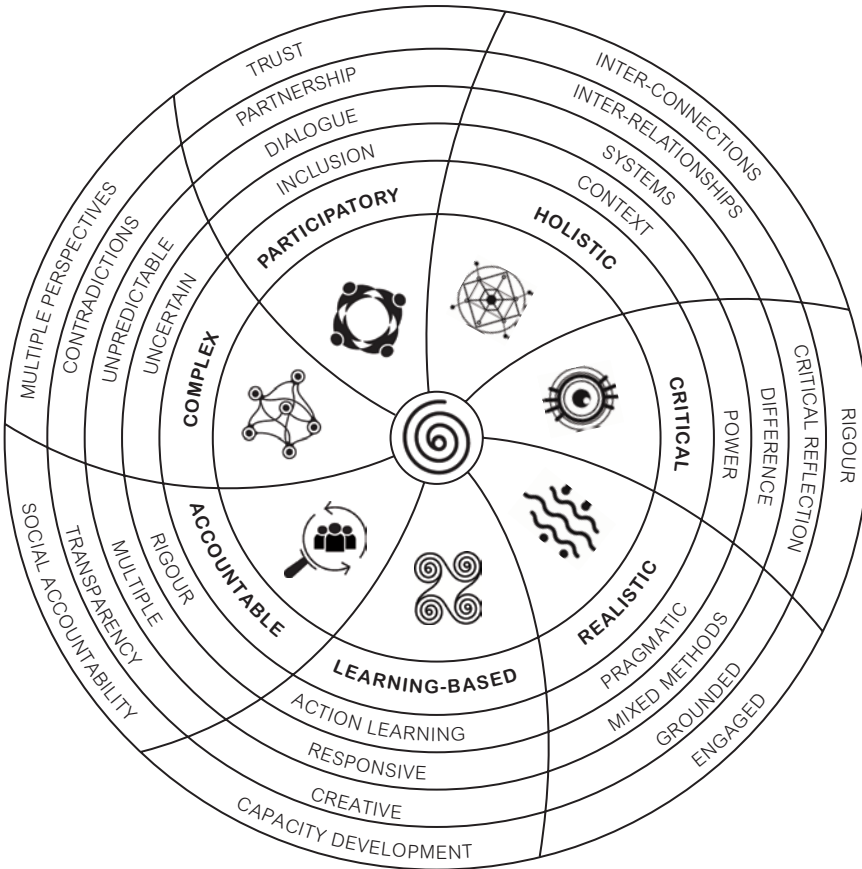 TRUST
PARTNERSHIP
DIALOGUE
INCLUSION
PARTICIPATORY
INTER-CONNECTIONS
INTER-RELATIONSHIPS
SYSTEMS
CONTEXT
HOLISTIC
RIGOUR
CRITICAL REFLECTION
DIFFERENCE
POWER
CRITICAL
ENGAGED
GROUNDED
MIXED METHODS
PRAGMATIC
REALISTIC
LEARNING-BASED
ACTION LEARNING
RESPONSIVE
CREATIVE
CAPACITY DEVELOPMENT
SOCIAL ACCOUNTABILITY
TRANSPARENCY
MULTIPLE
RIGOUR
ACCOUNTABLE
MULTIPLE PERSPECTIVES
CONTRADICTIONS
UNPREDICTABLE
UNCERTAIN
COMPLEX